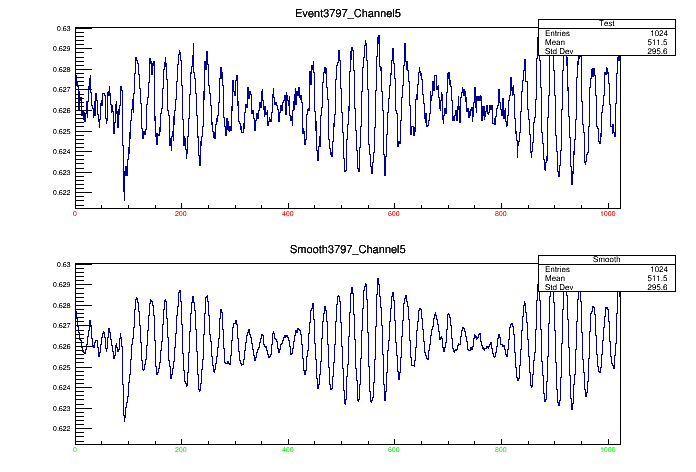 Event3797_Channel5
Test
Entries 1024
Mean 511.5
Std Dev 295.6
0.63
0.629
0.628
0.627
0.626
0.625
0.624
0.623
0.622
0 200 400 600 800 1000
Smooth3797_Channel5
Smooth
Entries 1024
Mean 511.5
Std Dev 295.6
0.63
0.629
0.628
0.627
0.626
0.625
0.624
0.623
0.622
0 200 400 600 800 1000